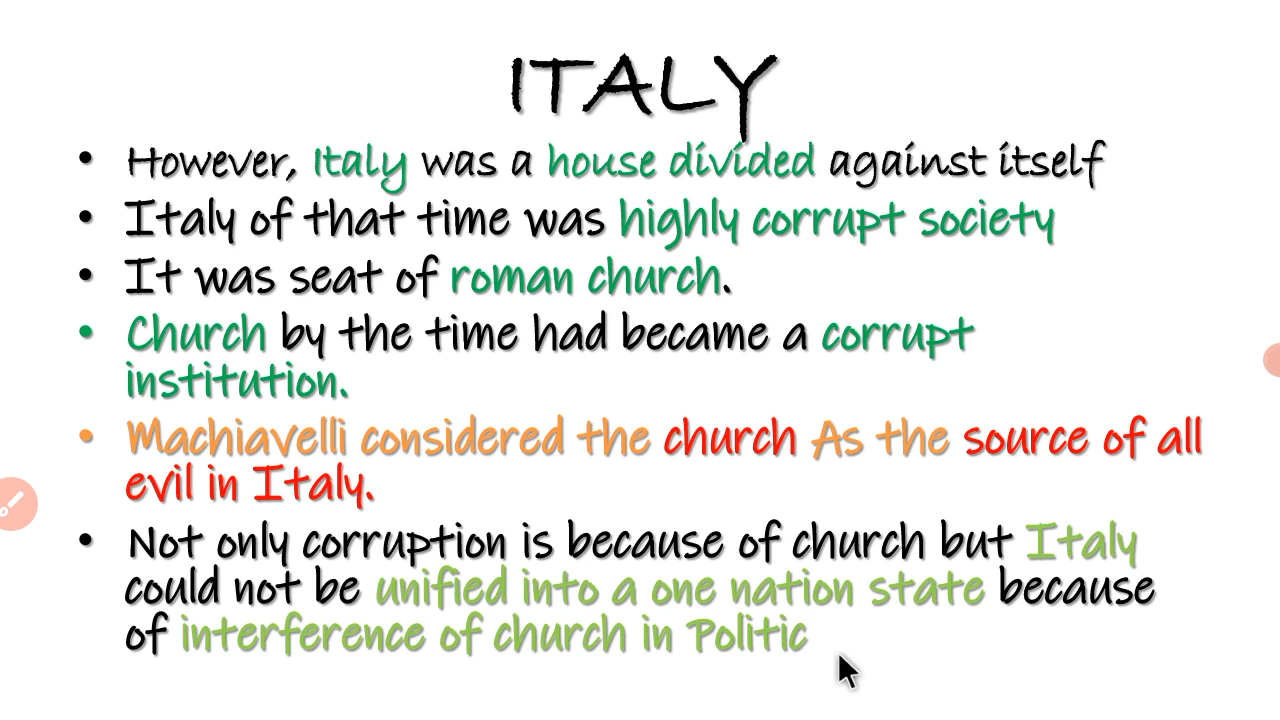 ITALY
• However, Italy was a house divided against itself
• Italy of that time was highly corrupt society
• It was seat of roman church.
• Church by the time had became a corrupt
institution.
• Machiavelli considered the church As the source of all
evil in Italy.
• Not only corruption is because of church but Italy
could not be unified into a one nation state because
of interference of church in Politic